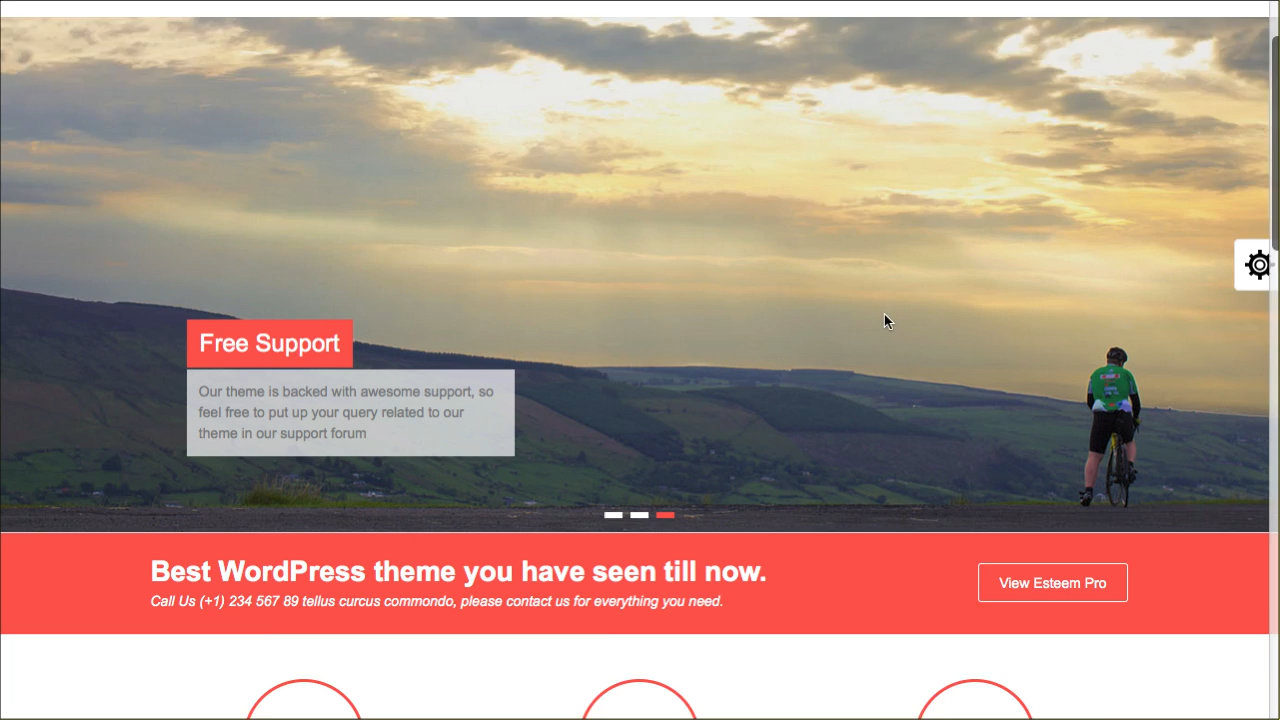 Free Support
Our theme is backed with awesome support, so
feel free to put up your query related to our
theme in our support forum
Best WordPress theme you have seen till now.
Call Us (+1) 234 567 89 tellus curcus commondo, please contact us for everything you need.
View Esteem Pro